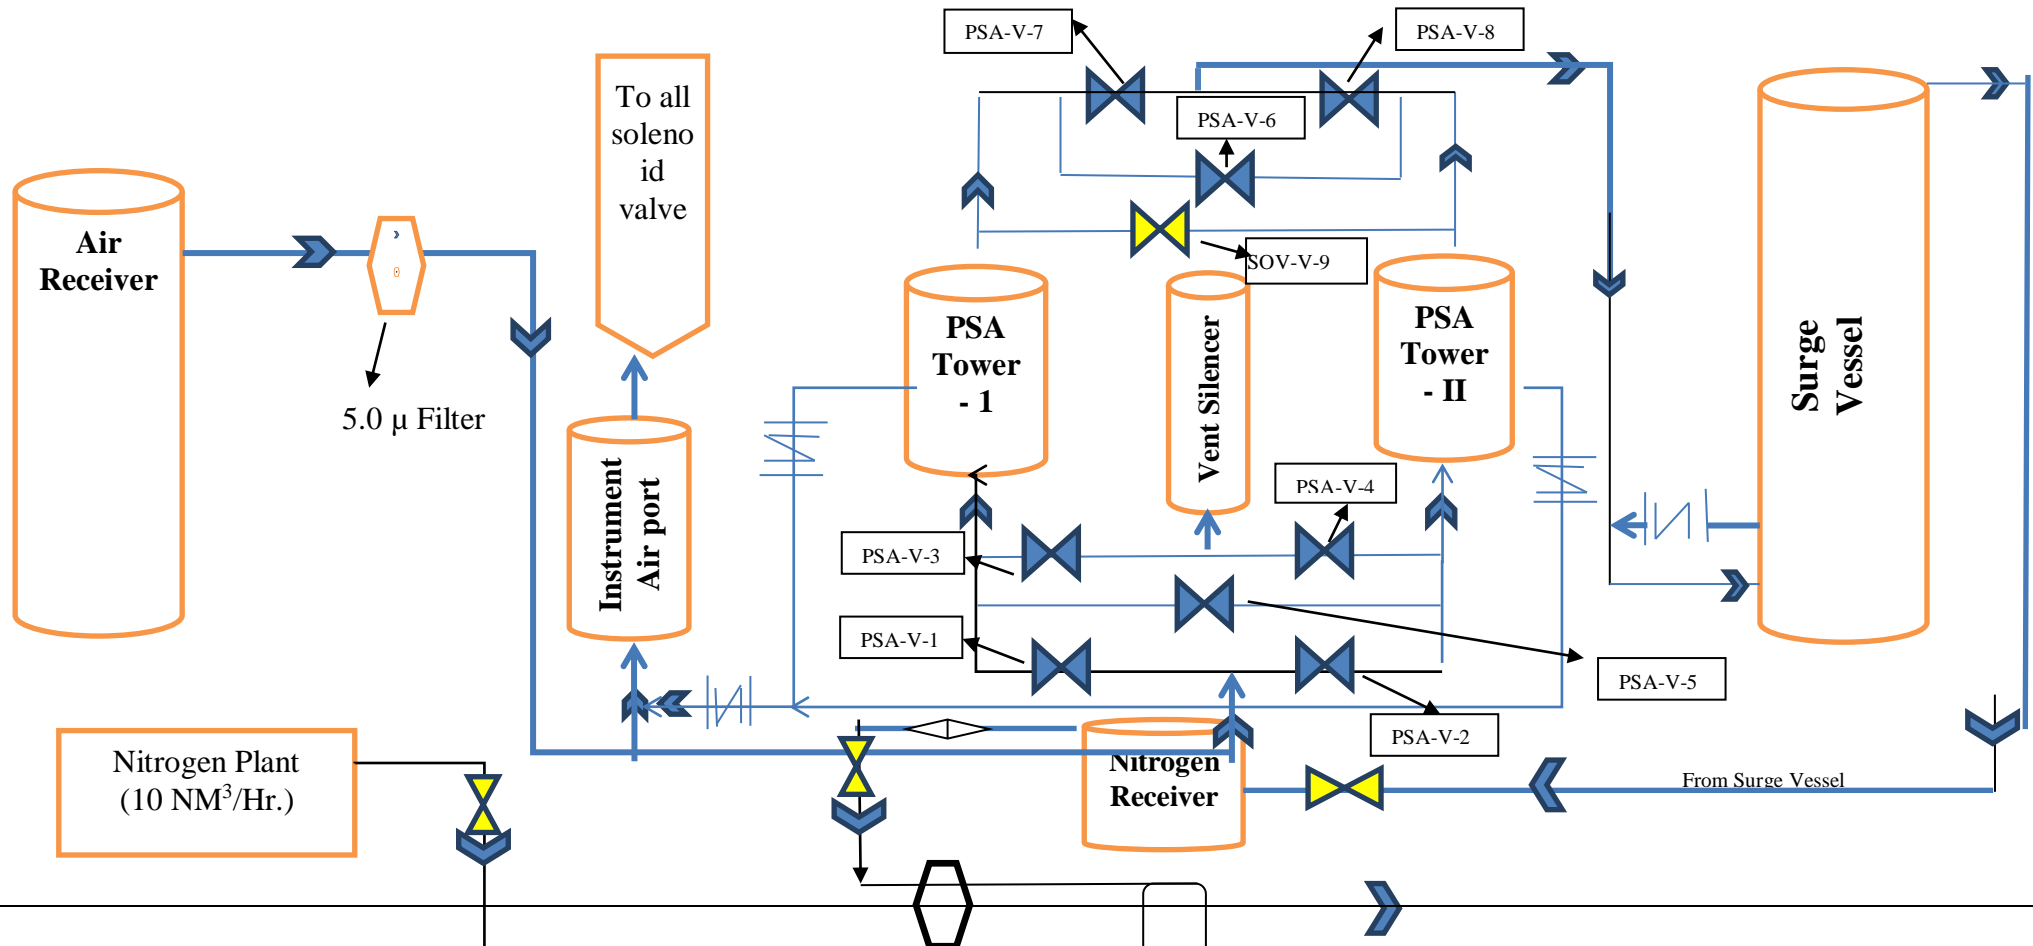 PSA-V-7
PSA-V-8
To all
soleno
id
valve
PSA-V-6
Air
Receiver
SOV-V-9
PSA
Tower
- 1
Vent Silencer
PSA
Tower
- II
Surge
Vessel
5.0 µ Filter
Instrument
Air port
PSA-V-4
PSA-V-3
PSA-V-1
PSA-V-5
PSA-V-2
Nitrogen Plant
(10 NM³/Hr.)
Nitrogen
Receiver
From Surge Vessel